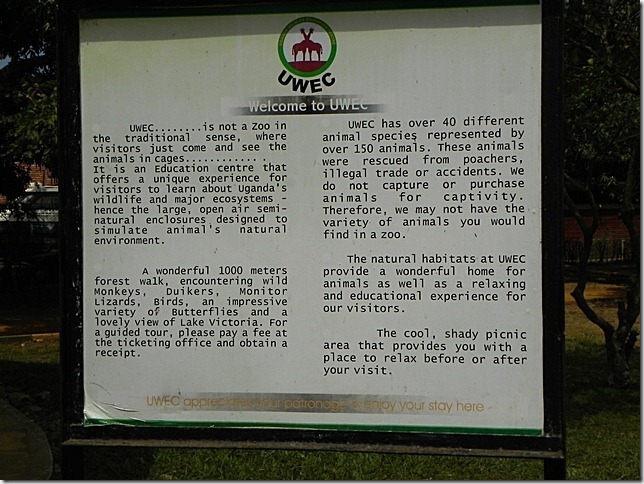 UWEC
Welcome to UWEC
UWEC........is not a Zoo in
the traditional sense, where
visitors just come and see the
animals in cages.............
It is an Education centre that
offers a unique experience for
visitors to learn about Uganda's
wildlife and major ecosystems -
hence the large, open air semi-
natural enclosures designed to
simulate animal's natural
environment.
A wonderful 1000 meters
forest walk, encountering wild
Monkeys, Duikers, Monitor
Lizards, Birds, an impressive
variety of Butterflies and a
lovely view of Lake Victoria. For
a guided tour, please pay a fee at
the ticketing office and obtain a
receipt.
UWEC has over 40 different
animal species represented by
over 150 animals. These animals
were rescued from poachers,
illegal trade or accidents. We
do not capture or purchase
animals for captivity.
Therefore, we may not have the
variety of animals you would
find in a zoo.
The natural habitats at UWEC
provide a wonderful home for
animals as well as a relaxing
and educational experience for
our visitors.
The cool, shady picnic
area that provides you with a
place to relax before or after
your visit.
UWEC appreciates your patronage enjoy your stay here